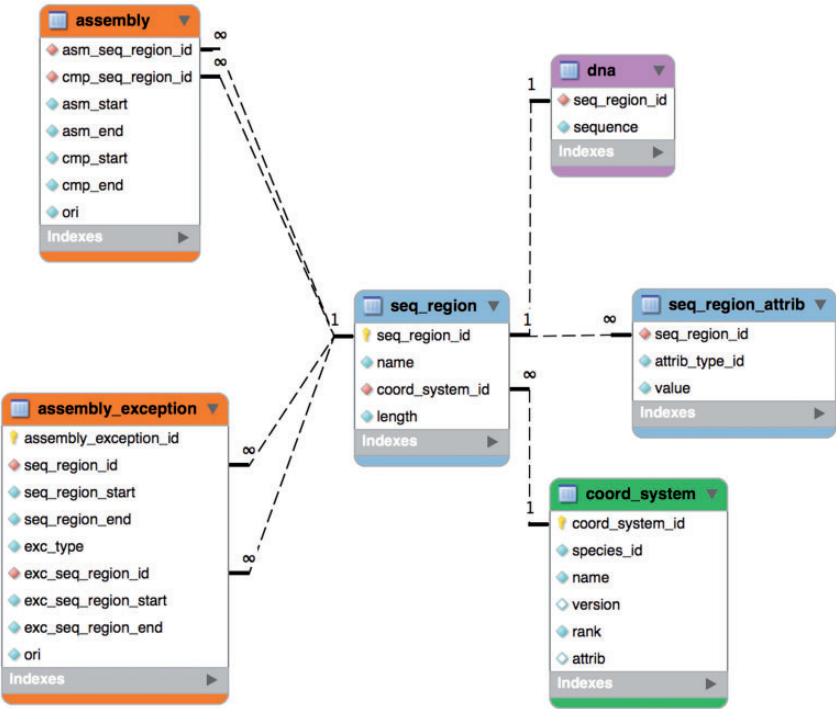 assembly
asm_seq_region_id
cmp_seq_region_id
asm_start
asm_end
cmp_start
cmp_end
ori
Indexes
∞
∞
dna
seq_region_id
sequence
Indexes
1
seq_region
seq_region_id
name
coord_system_id
length
Indexes
1
1
∞
seq_region_attrib
seq_region_id
attrib_type_id
value
Indexes
∞
assembly_exception
assembly_exception_id
seq_region_id
seq_region_start
seq_region_end
exc_type
exc_seq_region_id
exc_seq_region_start
exc_seq_region_end
ori
Indexes
∞
∞
coord_system
coord_system_id
species_id
name
version
rank
attrib
Indexes
1